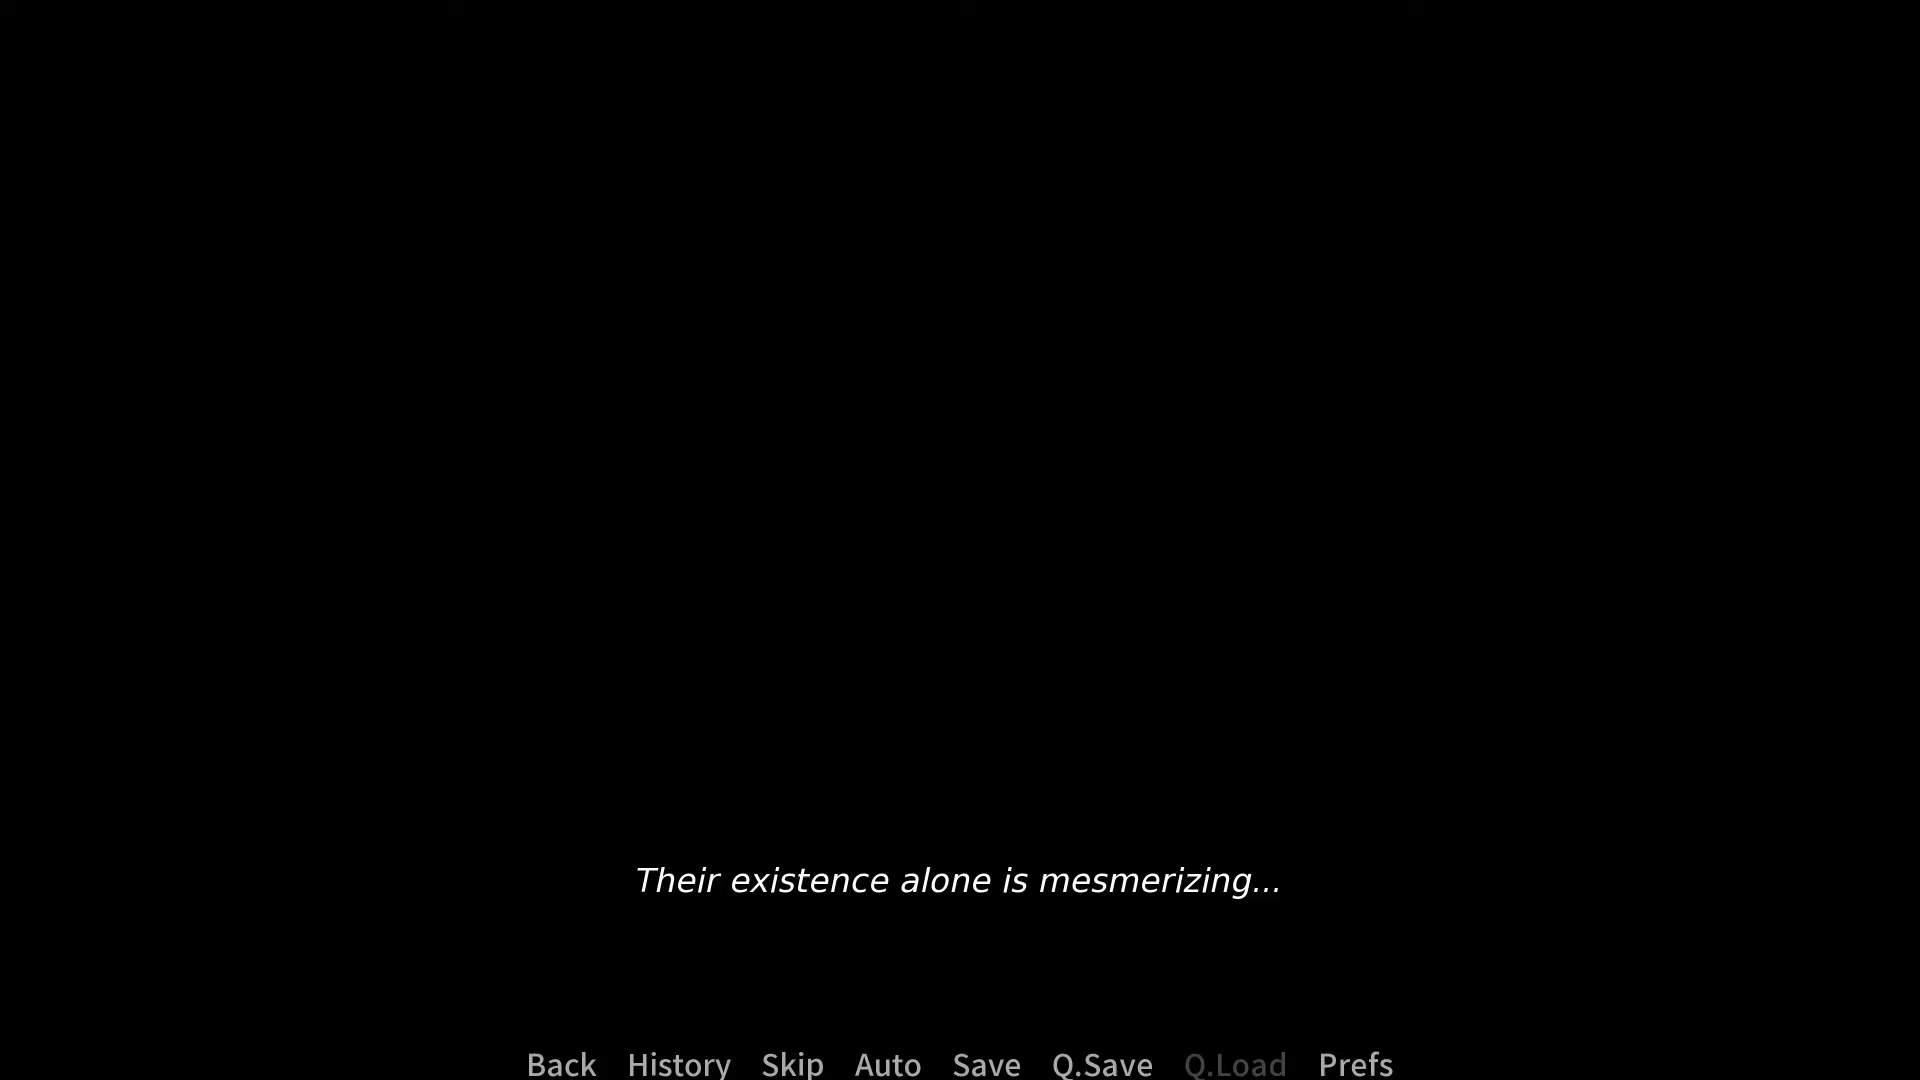 Their existence alone is mesmerizing...
Back History Skip Auto Save Q.Save Q.Load Prefs